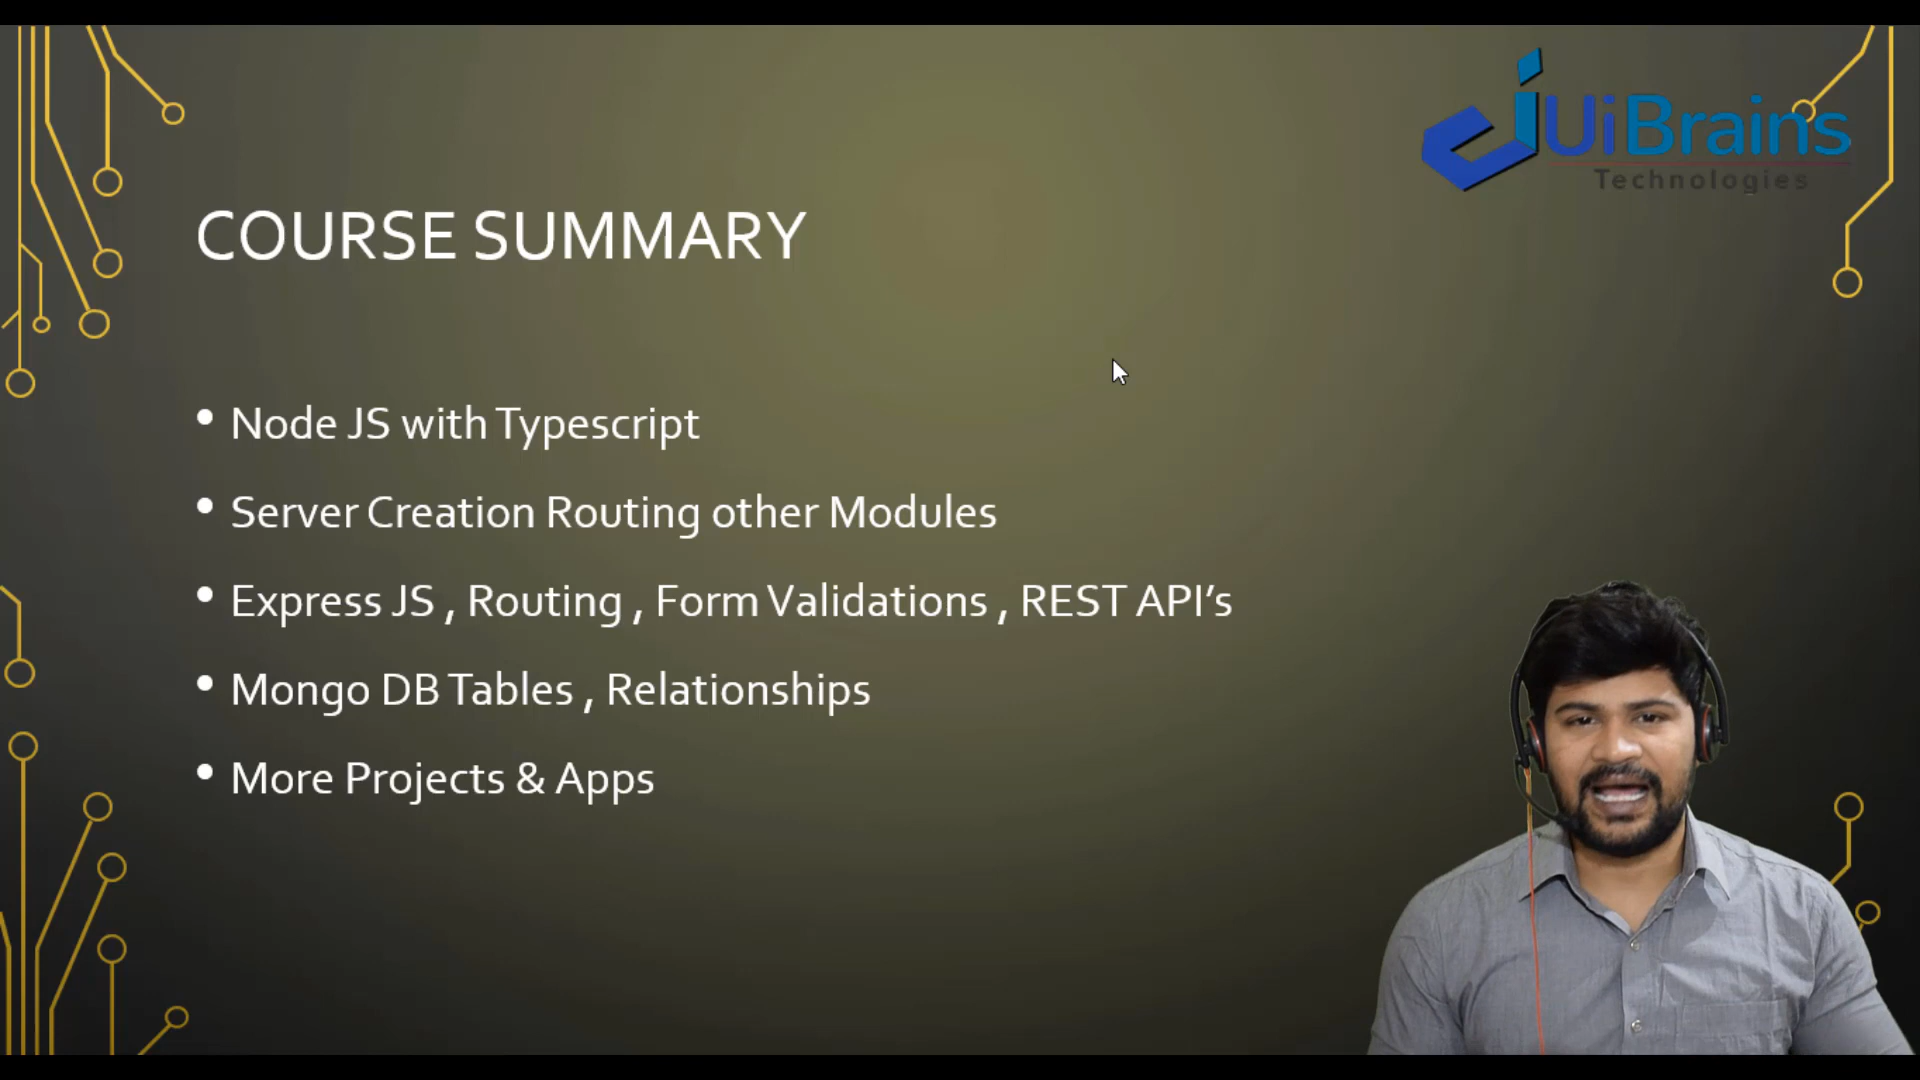 UiBrains
Technologies
COURSE SUMMARY
• Node JS with Typescript
• Server Creation Routing other Modules
• Express JS , Routing , Form Validations , REST API’s
• Mongo DB Tables , Relationships
• More Projects & Apps